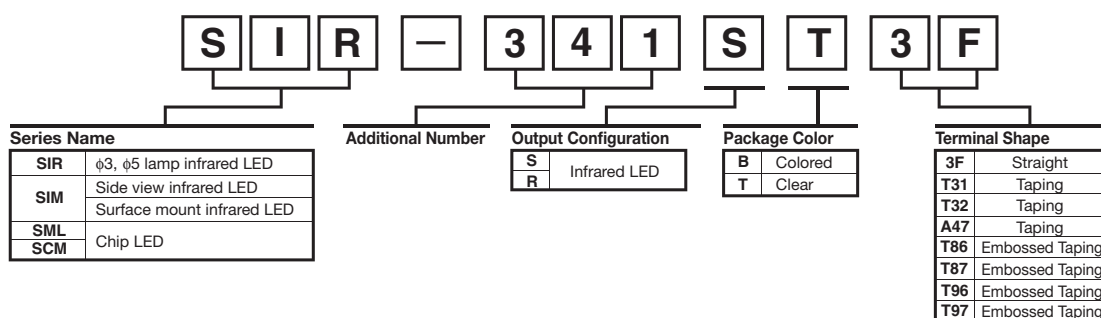 S I R — 3 4 1 S T 3 F
Series Name
SIR φ3, φ5 lamp infrared LED
SIM Side view infrared LED
Surface mount infrared LED
SML Chip LED
SCM
Additional Number
Output Configuration
S Infrared LED
R
Package Color
B Colored
T Clear
Terminal Shape
3F Straight
T31 Taping
T32 Taping
A47 Taping
T86 Embossed Taping
T87 Embossed Taping
T96 Embossed Taping
T97 Embossed Taping